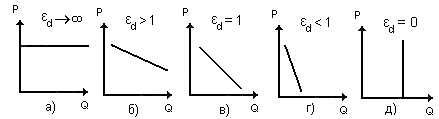 P P P P P
εd→∞ εd>1 εd=1 εd<1 εd=0
Q Q Q Q Q
а) б) в) г) д)